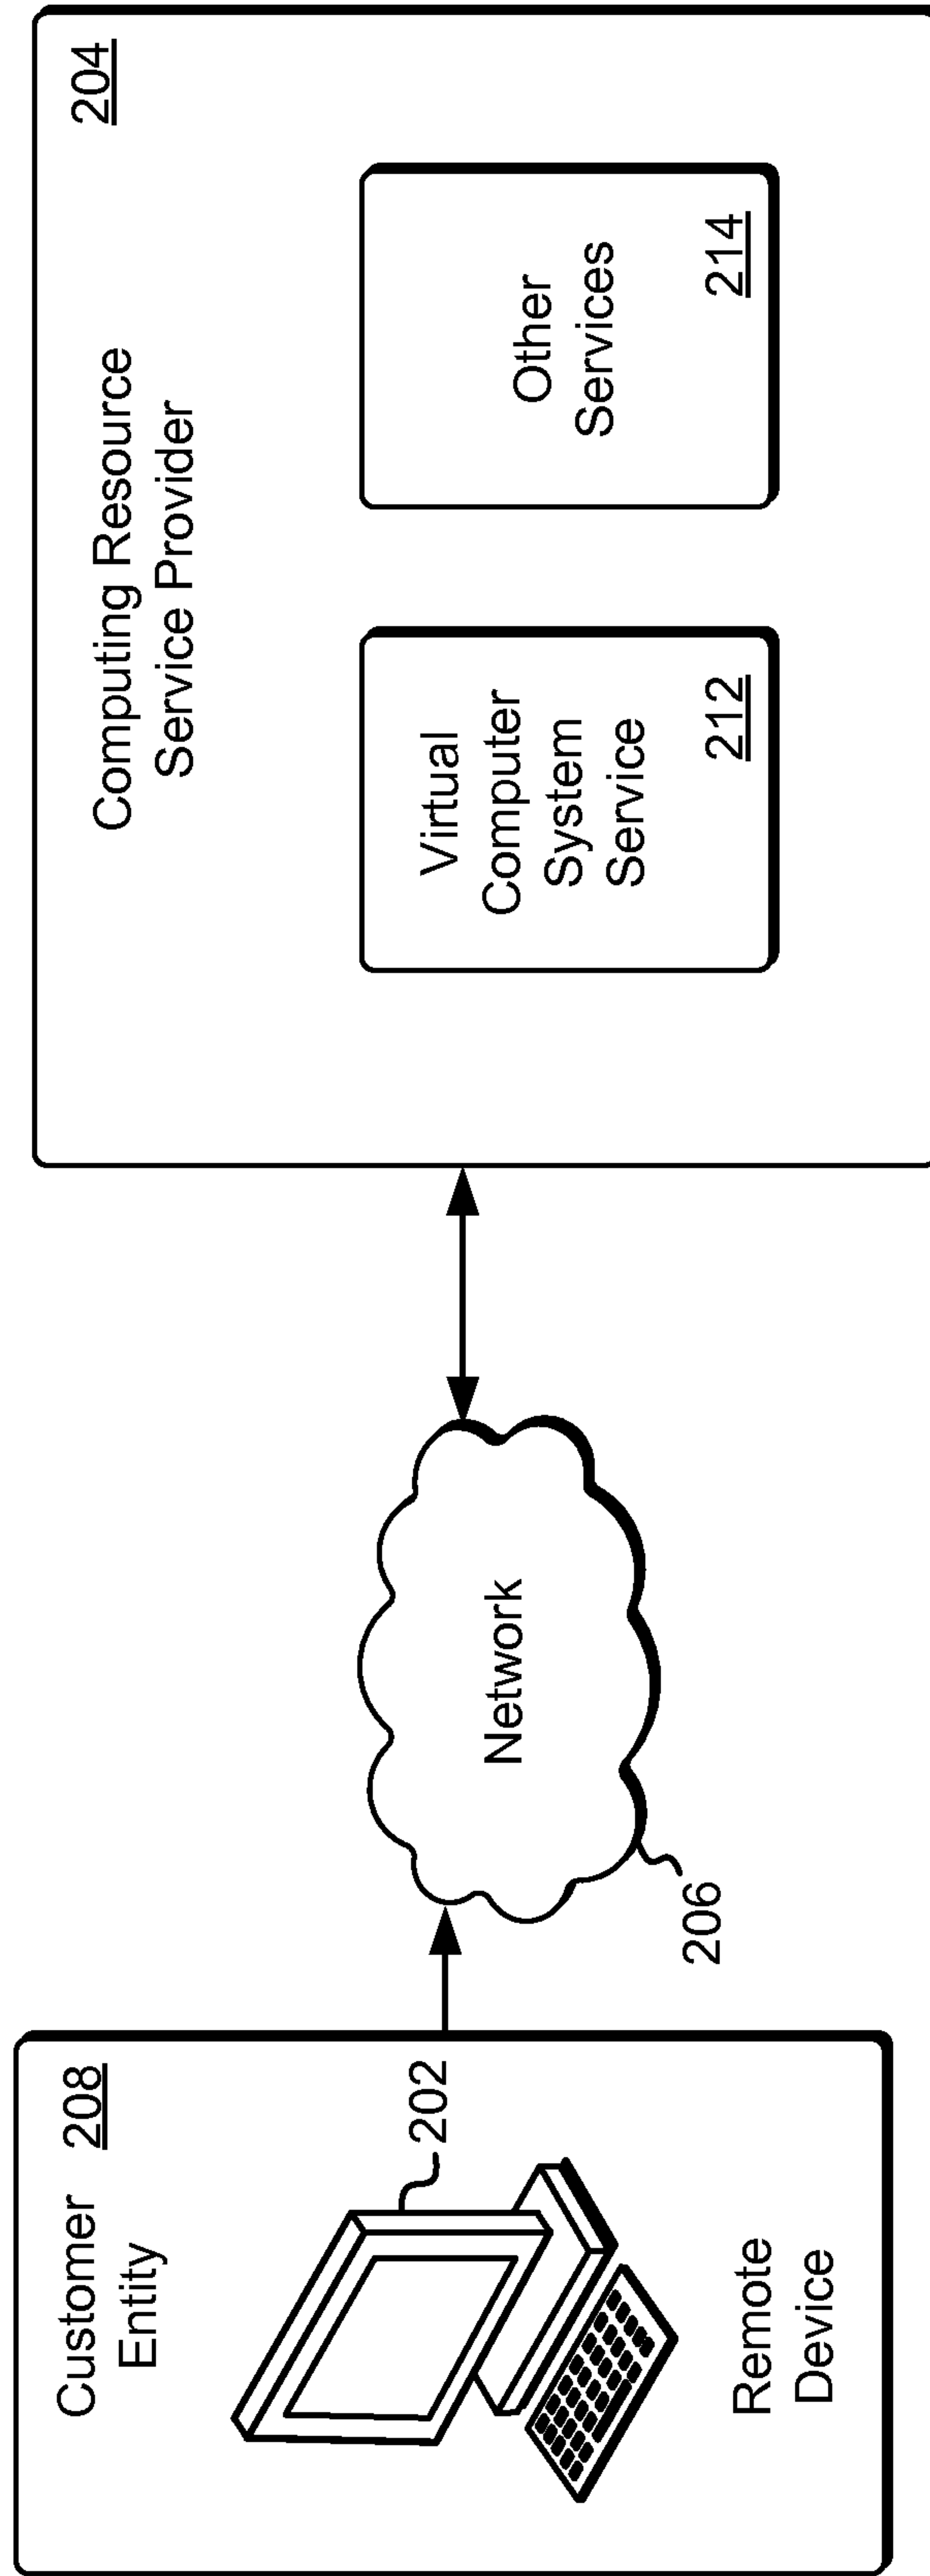 Customer
Entity
208
202
Remote
Device
Network
206
Computing Resource
Service Provider
204
Virtual
Computer
System
Service
212
Other
Services
214